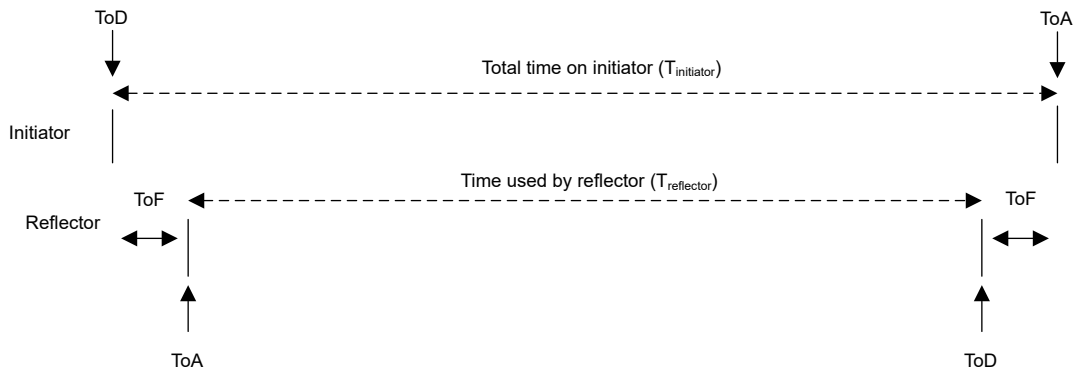 ToD
ToA
Total time on initiator (Tinitiator)
Initiator
Time used by reflector (Treflector)
ToF
ToF
Reflector
ToA
ToD